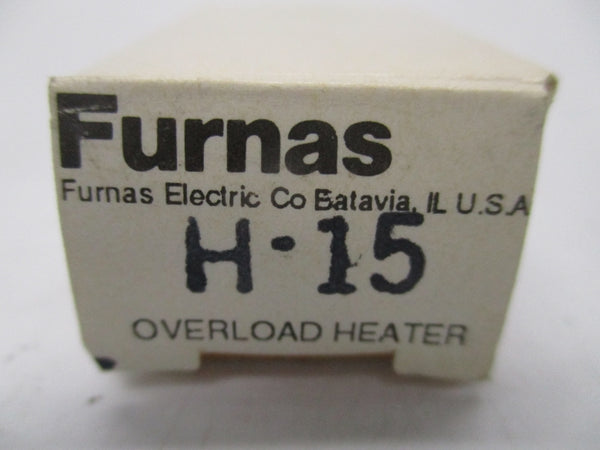 Furnas
Furnas Electric Co Batavia, IL U.S.A
H-15
OVERLOAD HEATER